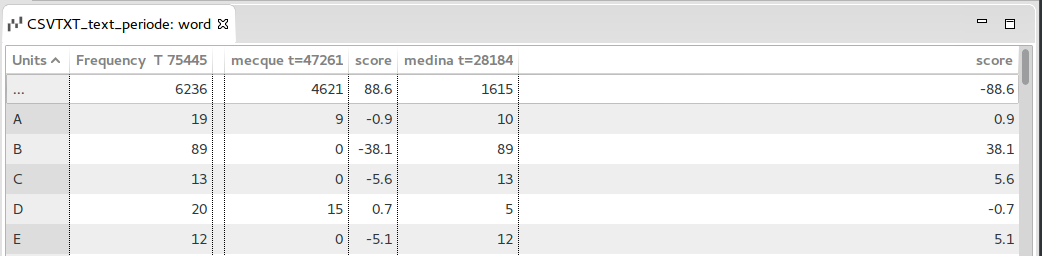 CSVTXT_text_periode: word
Units Frequency T 75445 mecque t=47261 score medina t=28184 score
... 6236 4621 88.6 1615 -88.6
A 19 9 -0.9 10 0.9
B 89 0 -38.1 89 38.1
C 13 0 -5.6 13 5.6
D 20 15 0.7 5 -0.7
E 12 0 -5.1 12 5.1